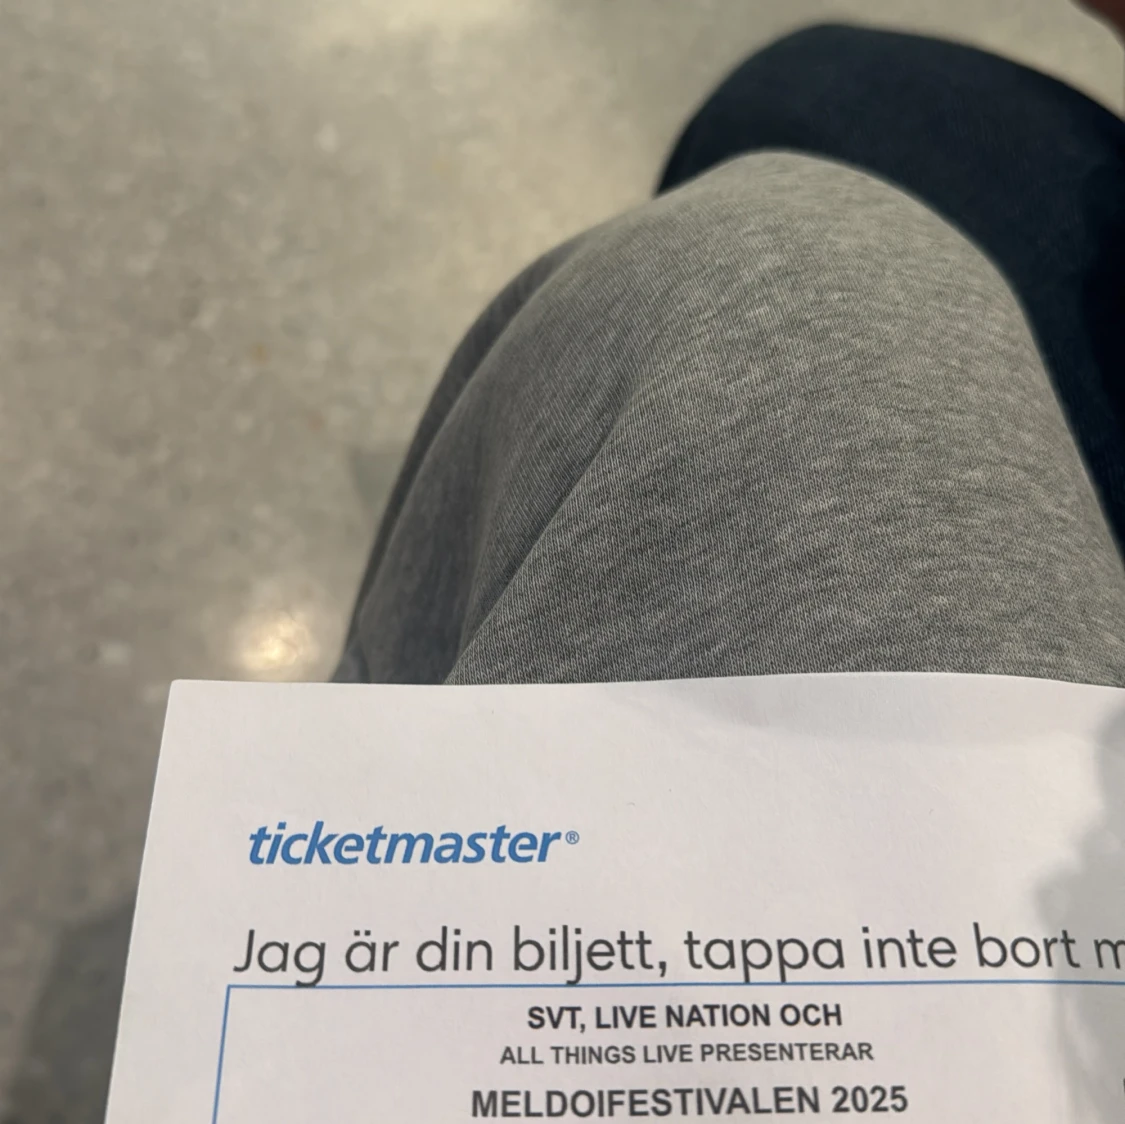 ticketmaster®
Jag är din biljett, tappa inte bort
SVT, LIVE NATION OCH
ALL THINGS LIVE PRESENTERAR
MELDOIFESTIVALEN 2025